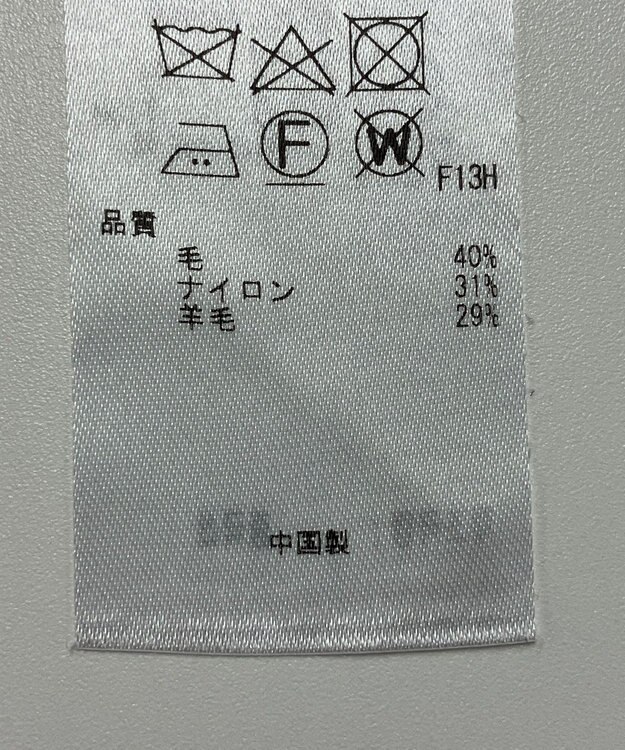 F W F13H
品質
毛 40%
ナイロン 31%
羊毛 29%
中国製